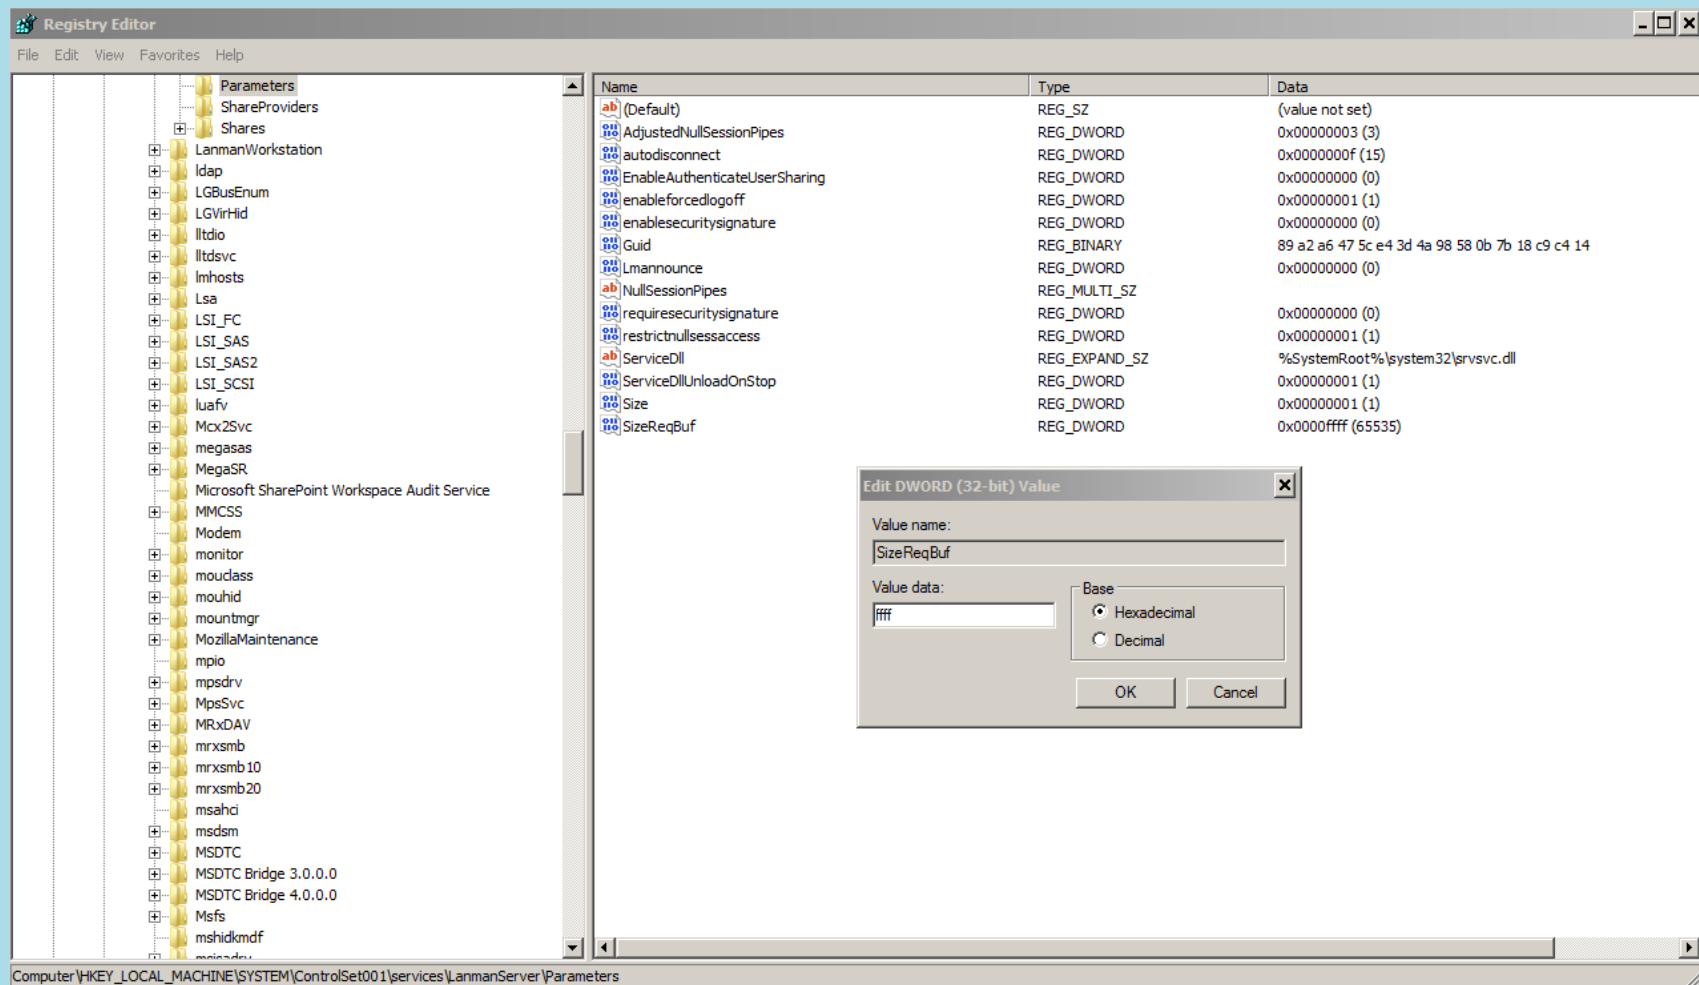 Registry Editor
File Edit View Favorites Help
Parameters
ShareProviders
Shares
LanmanWorkstation
ldap
LGBusEnum
LGVirHid
lltdio
lltdsvc
lmhosts
Lsa
LSI_FC
LSI_SAS
LSI_SAS2
LSI_SCSI
luafv
Mcx2Svc
megasas
MegaSR
Microsoft SharePoint Workspace Audit Service
MMCSS
Modem
monitor
mouclass
mouhid
mountmgr
MozillaMaintenance
mpio
mpsdrv
MpsSvc
MRxDAV
mrxsmb
mrxsmb10
mrxsmb20
msahci
msdsm
MSDTC
MSDTC Bridge 3.0.0.0
MSDTC Bridge 4.0.0.0
Msfs
mshidkmdf
Name Type Data
(Default) REG_SZ (value not set)
AdjustedNullSessionPipes REG_DWORD 0x00000003 (3)
autodisconnect REG_DWORD 0x0000000f (15)
EnableAuthenticateUserSharing REG_DWORD 0x00000000 (0)
enableforcedlogoff REG_DWORD 0x00000001 (1)
enablesecuritysignature REG_DWORD 0x00000000 (0)
Guid REG_BINARY 89 a2 a6 47 5c e4 3d 4a 98 58 0b 7b 18 c9 c4 14
Lmannounce REG_DWORD 0x00000000 (0)
NullSessionPipes REG_MULTI_SZ
requiresecuritysignature REG_DWORD 0x00000000 (0)
restrictnullsessaccess REG_DWORD 0x00000001 (1)
ServiceDll REG_EXPAND_SZ %SystemRoot%\system32\srvsvc.dll
ServiceDllUnloadOnStop REG_DWORD 0x00000001 (1)
Size REG_DWORD 0x00000001 (1)
SizeReqBuf REG_DWORD 0x0000ffff (65535)
Edit DWORD (32-bit) Value
Value name:
SizeReqBuf
Value data:
ffff
Base
Hexadecimal
Decimal
OK Cancel
Computer\HKEY_LOCAL_MACHINE\SYSTEM\ControlSet001\services\LanmanServer\Parameters